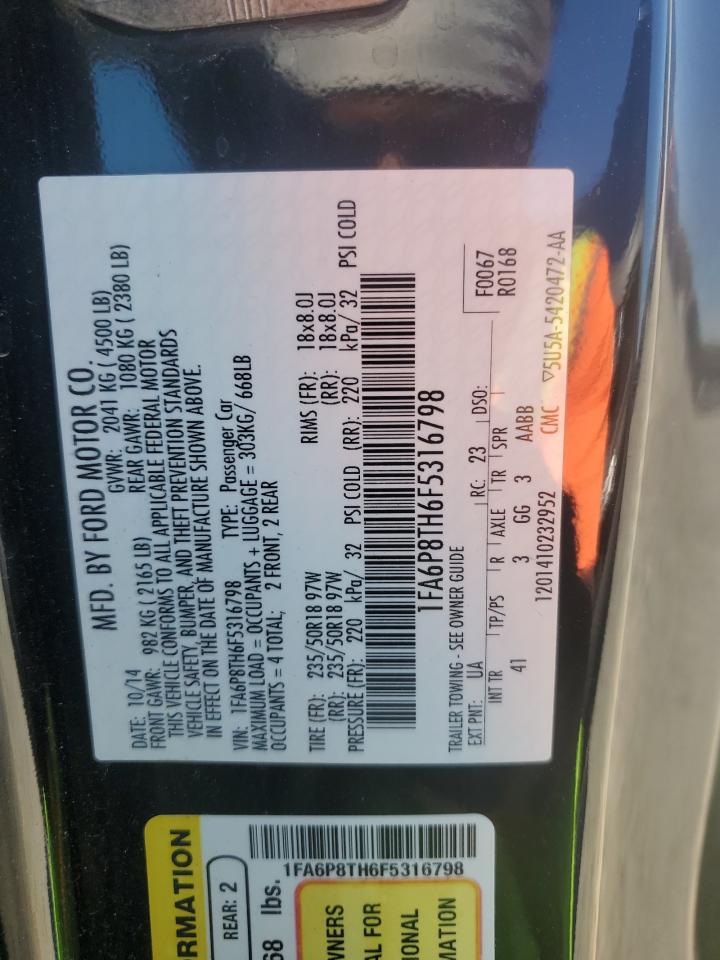 MFD. BY FORD MOTOR CO.
DATE: 10/14 GVWR: 2041 KG ( 4500 LB)
FRONT GAWR: 982 KG ( 2165 LB) REAR GAWR: 1080 KG ( 2380 LB)
THIS VEHICLE CONFORMS TO ALL APPLICABLE FEDERAL MOTOR
VEHICLE SAFETY, BUMPER, AND THEFT PREVENTION STANDARDS
IN EFFECT ON THE DATE OF MANUFACTURE SHOWN ABOVE.
VIN: 1FA6P8TH6F5316798 TYPE: Passenger Car
MAXIMUM LOAD = OCCUPANTS + LUGGAGE = 303KG/ 668LB
OCCUPANTS = 4 TOTAL; 2 FRONT, 2 REAR
TIRE (FR): 235/50R18 97W RIMS (FR): 18x8.0J
(RR): 235/50R18 97W (RR): 18x8.0J
PRESSURE (FR): 220 kPa/ 32 PSI COLD (RR): 220 kPa/ 32 PSI COLD
1FA6P8TH6F5316798
TRAILER TOWING - SEE OWNER GUIDE
EXT PNT: UA RC: 23 DSO: F0067
R0168
INT TR TP/PS R AXLE TR SPR
41 3 GG 3 AABB
1201410232952 CMC ▽5U5A-5420472-AA
RMATION
REAR: 2
68 lbs.
1FA6P8TH6F5316798
WNERS
AL FOR
IONAL
MATION